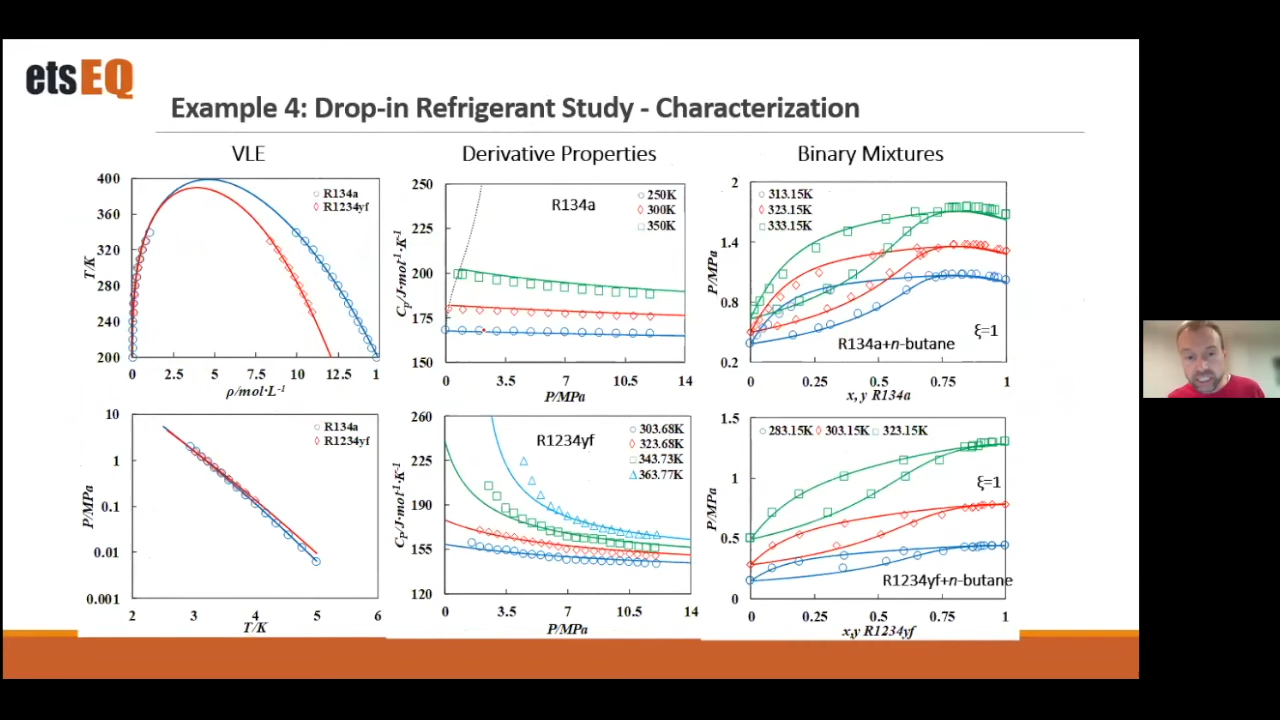 etsEQ
Example 4: Drop-in Refrigerant Study - Characterization
VLE
Derivative Properties
Binary Mixtures
400
360
320
280
240
200
T/K
R134a
R1234yf
0
2.5
5
7.5
10
12.5
1
ρ/mol·L⁻¹
250
225
200
175
150
Cp/J·mol⁻¹·K⁻¹
R134a
250K
300K
350K
0
3.5
7
10.5
14
P/MPa
2
1.4
0.8
0.2
P/MPa
313.15K
323.15K
333.15K
ξ=1
R134a+n-butane
0
0.25
0.5
0.75
1
x, y R134a
10
1
0.1
0.01
0.001
P/MPa
R134a
R1234yf
2
3
4
5
6
T/K
260
225
190
155
120
CP/J·mol⁻¹·K⁻¹
R1234yf
303.68K
323.68K
343.73K
363.77K
0
3.5
7
10.5
14
P/MPa
1.5
1
0.5
0
P/MPa
283.15K 303.15K 323.15K
ξ=1
R1234yf+n-butane
0
0.25
0.5
0.75
1
x,y R1234yf